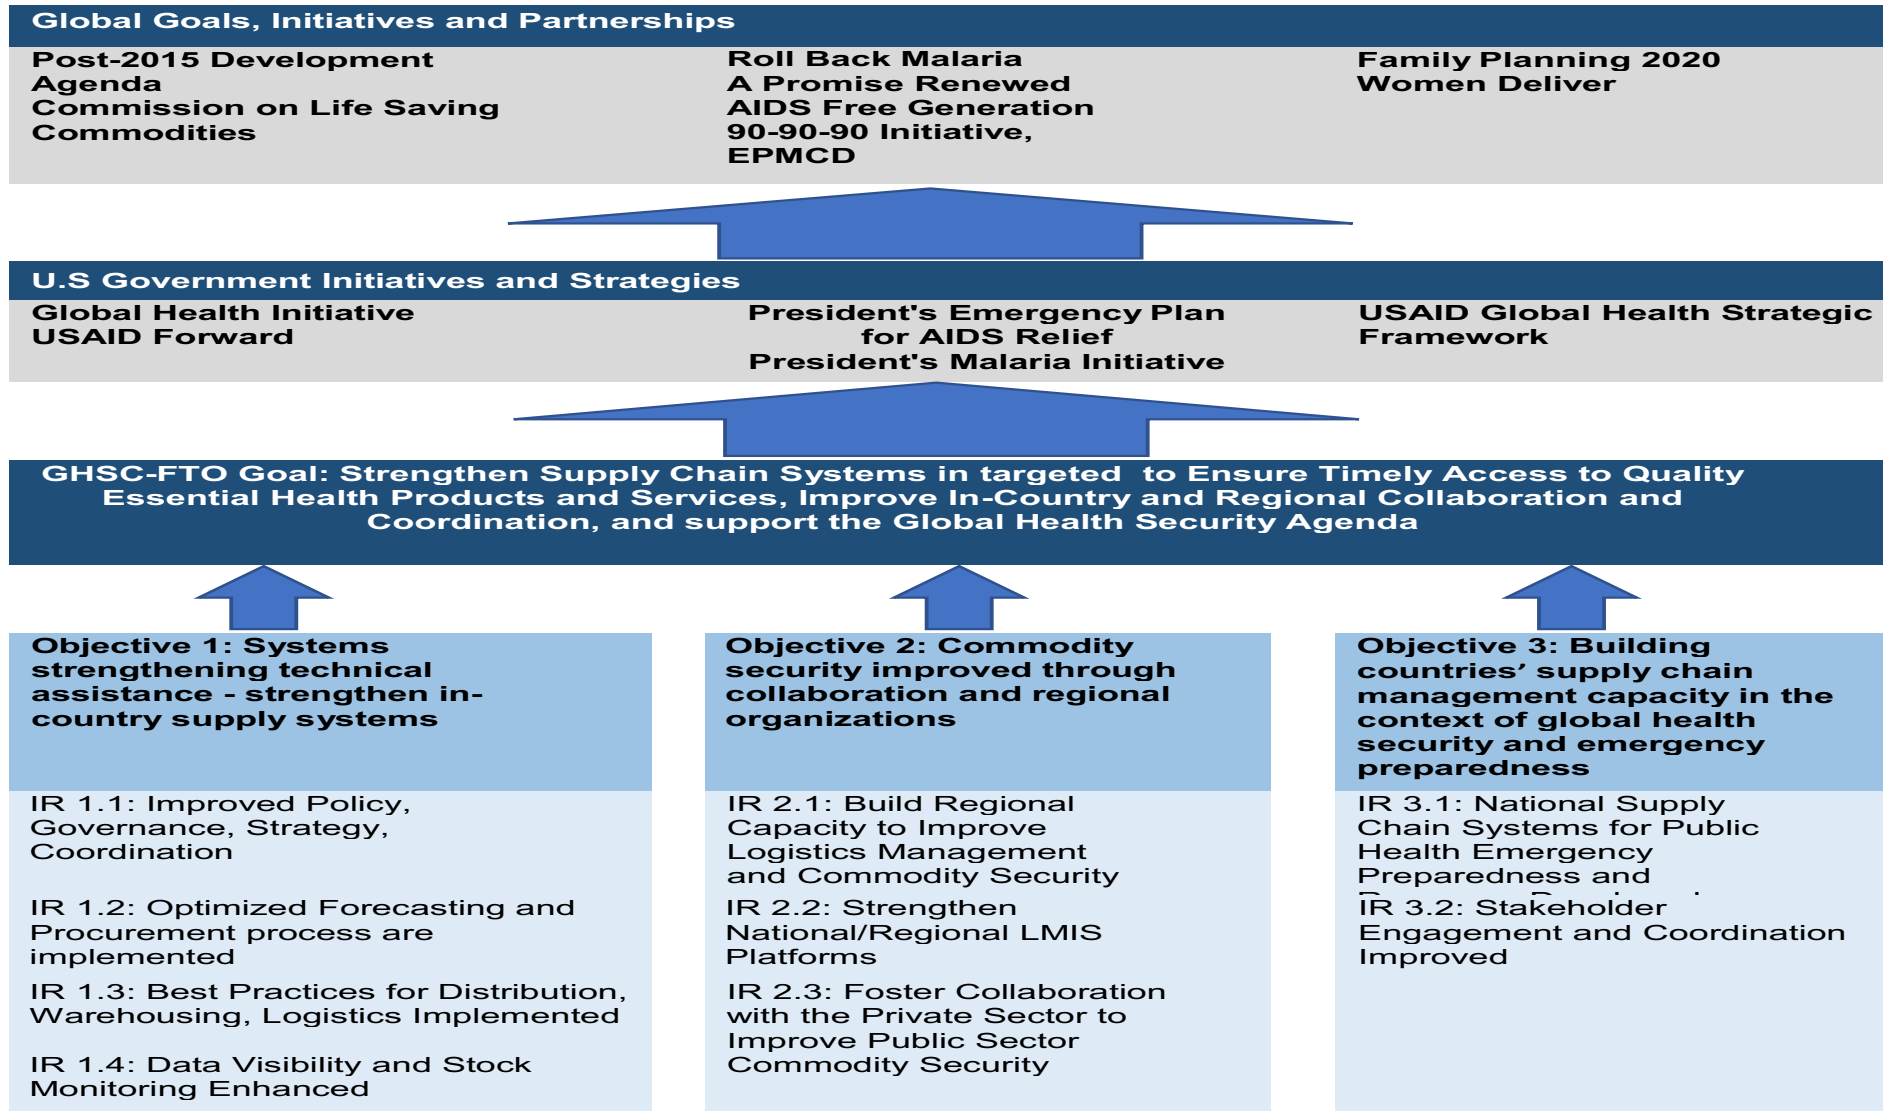 Global Goals, Initiatives and Partnerships
Post-2015 Development
Agenda
Commission on Life Saving
Commodities
Roll Back Malaria
A Promise Renewed
AIDS Free Generation
90-90-90 Initiative,
EPMCD
Family Planning 2020
Women Deliver
U.S Government Initiatives and Strategies
Global Health Initiative
USAID Forward
President's Emergency Plan
for AIDS Relief
President's Malaria Initiative
USAID Global Health Strategic
Framework
GHSC-FTO Goal: Strengthen Supply Chain Systems in targeted to Ensure Timely Access to Quality
Essential Health Products and Services, Improve In-Country and Regional Collaboration and
Coordination, and support the Global Health Security Agenda
Objective 1: Systems
strengthening technical
assistance - strengthen in-
country supply systems
IR 1.1: Improved Policy,
Governance, Strategy,
Coordination
IR 1.2: Optimized Forecasting and
Procurement process are
implemented
IR 1.3: Best Practices for Distribution,
Warehousing, Logistics Implemented
IR 1.4: Data Visibility and Stock
Monitoring Enhanced
Objective 2: Commodity
security improved through
collaboration and regional
organizations
IR 2.1: Build Regional
Capacity to Improve
Logistics Management
and Commodity Security
IR 2.2: Strengthen
National/Regional LMIS
Platforms
IR 2.3: Foster Collaboration
with the Private Sector to
Improve Public Sector
Commodity Security
Objective 3: Building
countries’ supply chain
management capacity in the
context of global health
security and emergency
preparedness
IR 3.1: National Supply
Chain Systems for Public
Health Emergency
Preparedness and
IR 3.2: Stakeholder
Engagement and Coordination
Improved